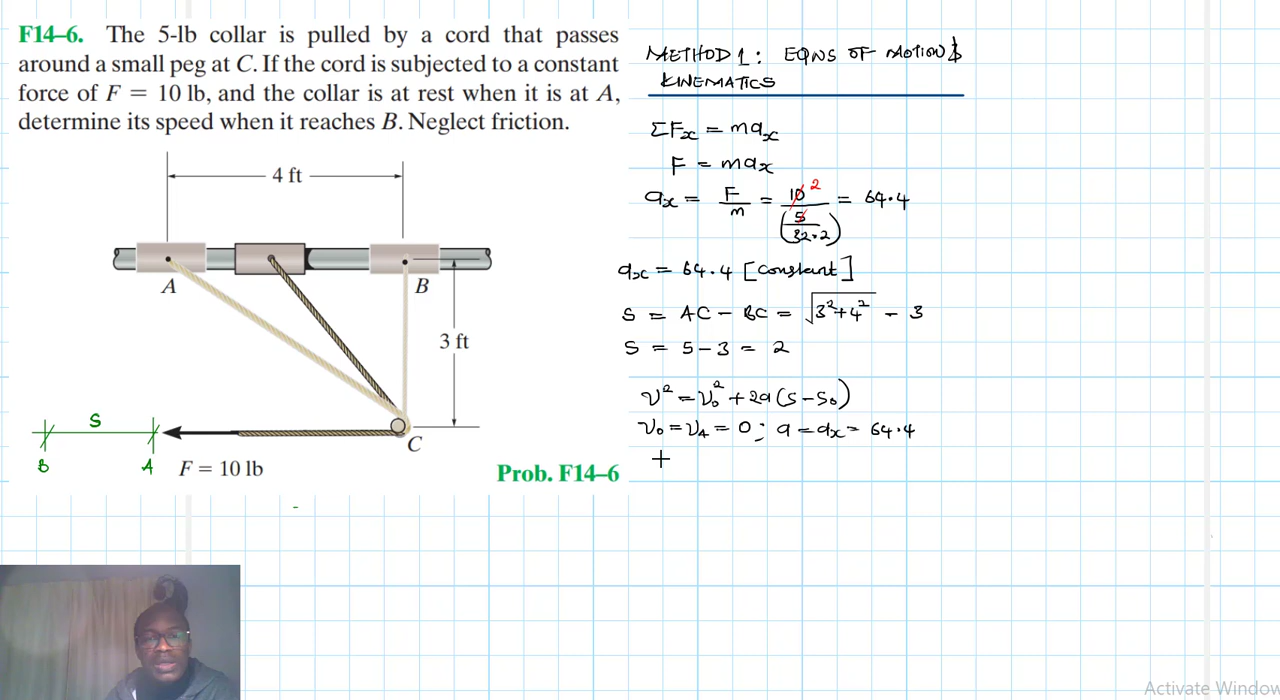 F14–6. The 5-lb collar is pulled by a cord that passes
around a small peg at C. If the cord is subjected to a constant
force of F = 10 lb, and the collar is at rest when it is at A,
determine its speed when it reaches B. Neglect friction.
4 ft
A
B
3 ft
S
B
A
F = 10 lb
C
Prob. F14–6
METHOD 1: EQNS OF MOTION &
KINEMATICS
ΣFx = max
F = max
ax = F/m = 10 2/(5/32.2) = 64.4
ax = 64.4 [constant]
S = AC - BC = √3²+4² - 3
S = 5-3 = 2
v² = v₀² + 2a(s-s₀)
v₀ = vA = 0; a = ax = 64.4
+
Activate Window